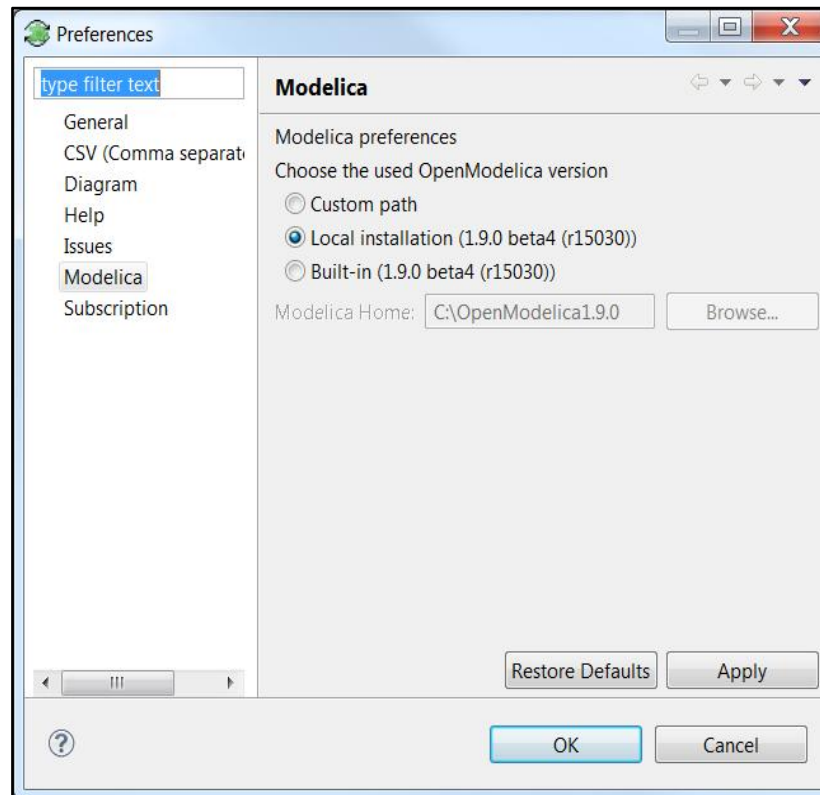 Preferences
type filter text
General
CSV (Comma separat
Diagram
Help
Issues
Modelica
Subscription
Modelica
Modelica preferences
Choose the used OpenModelica version
Custom path
Local installation (1.9.0 beta4 (r15030))
Built-in (1.9.0 beta4 (r15030))
Modelica Home: C:\OpenModelica1.9.0 Browse...
Restore Defaults Apply
? OK Cancel